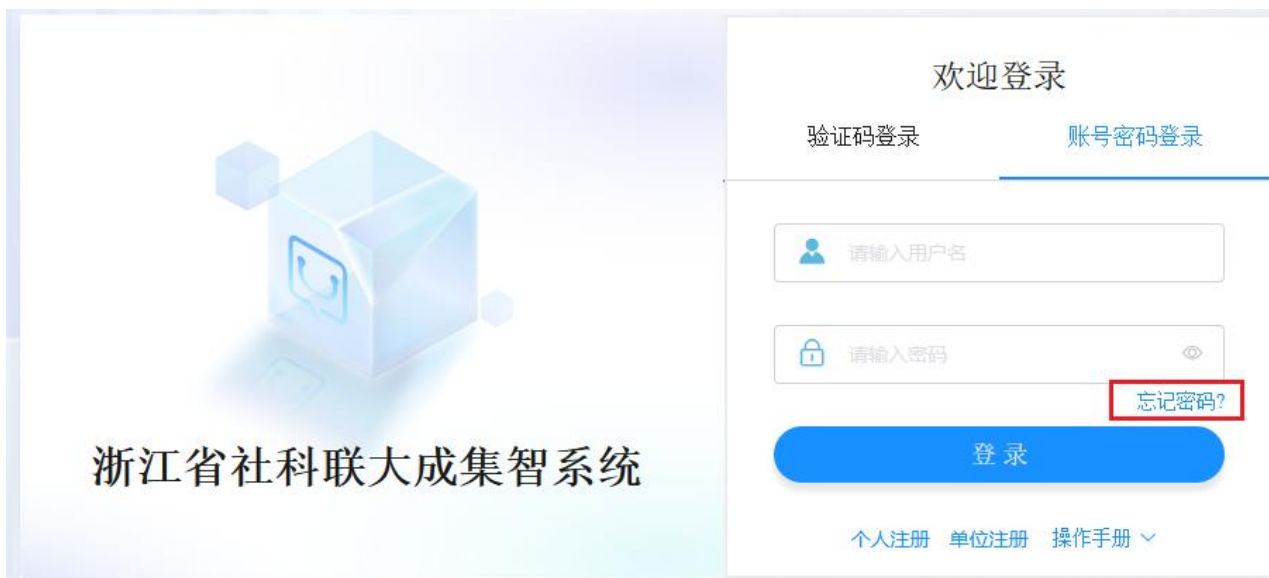 欢迎登录
验证码登录 账号密码登录
请输入用户名
请输入密码
忘记密码?
登录
浙江省社科联大成集智系统
个人注册 单位注册 操作手册